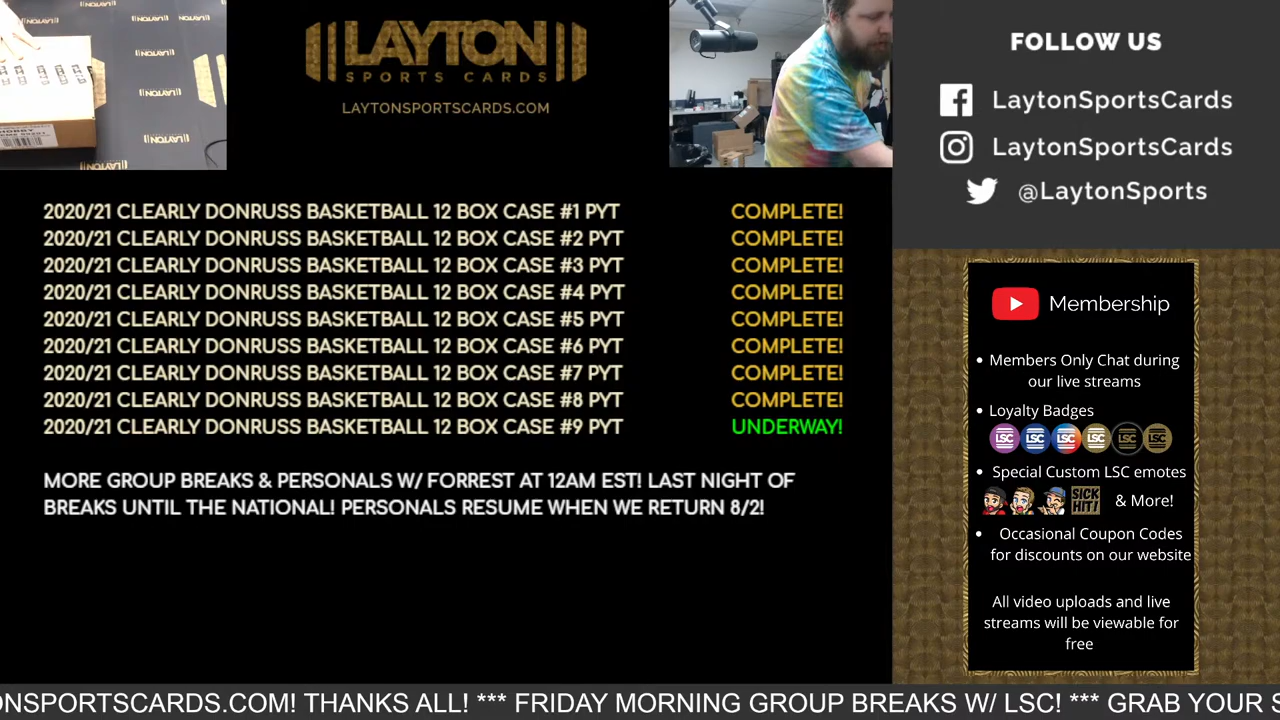 LAYTON
SPORTS CARDS
LAYTONSPORTSCARDS.COM
FOLLOW US
LaytonSportsCards
LaytonSportsCards
@LaytonSports
2020/21 CLEARLY DONRUSS BASKETBALL 12 BOX CASE #1 PYT COMPLETE!
2020/21 CLEARLY DONRUSS BASKETBALL 12 BOX CASE #2 PYT COMPLETE!
2020/21 CLEARLY DONRUSS BASKETBALL 12 BOX CASE #3 PYT COMPLETE!
2020/21 CLEARLY DONRUSS BASKETBALL 12 BOX CASE #4 PYT COMPLETE!
2020/21 CLEARLY DONRUSS BASKETBALL 12 BOX CASE #5 PYT COMPLETE!
2020/21 CLEARLY DONRUSS BASKETBALL 12 BOX CASE #6 PYT COMPLETE!
2020/21 CLEARLY DONRUSS BASKETBALL 12 BOX CASE #7 PYT COMPLETE!
2020/21 CLEARLY DONRUSS BASKETBALL 12 BOX CASE #8 PYT COMPLETE!
2020/21 CLEARLY DONRUSS BASKETBALL 12 BOX CASE #9 PYT UNDERWAY!
MORE GROUP BREAKS & PERSONALS W/ FORREST AT 12AM EST! LAST NIGHT OF
BREAKS UNTIL THE NATIONAL! PERSONALS RESUME WHEN WE RETURN 8/2!
Membership
• Members Only Chat during
our live streams
• Loyalty Badges
LSC LSC LSC LSC LSC LSC
• Special Custom LSC emotes
SICK HIT! & More!
• Occasional Coupon Codes
for discounts on our website
All video uploads and live
streams will be viewable for
free
ONSPORTSCARDS.COM! THANKS ALL! *** FRIDAY MORNING GROUP BREAKS W/ LSC! *** GRAB YOUR S